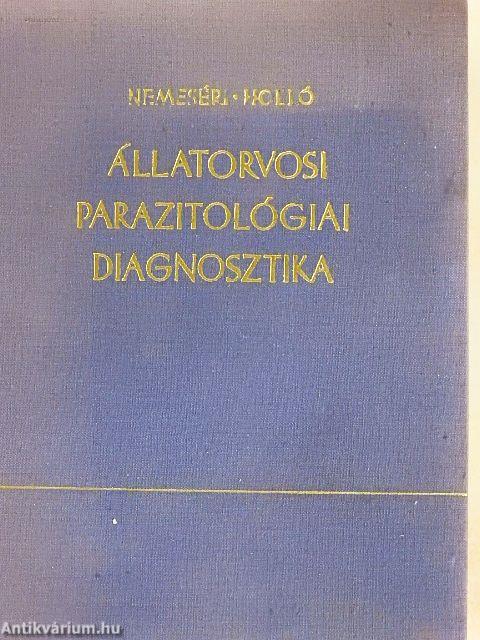 NEMESÉRI • HOLLÓ
ÁLLATORVOSI
PARAZITOLÓGIAI
DIAGNOSZTIKA
Antikvárium.hu